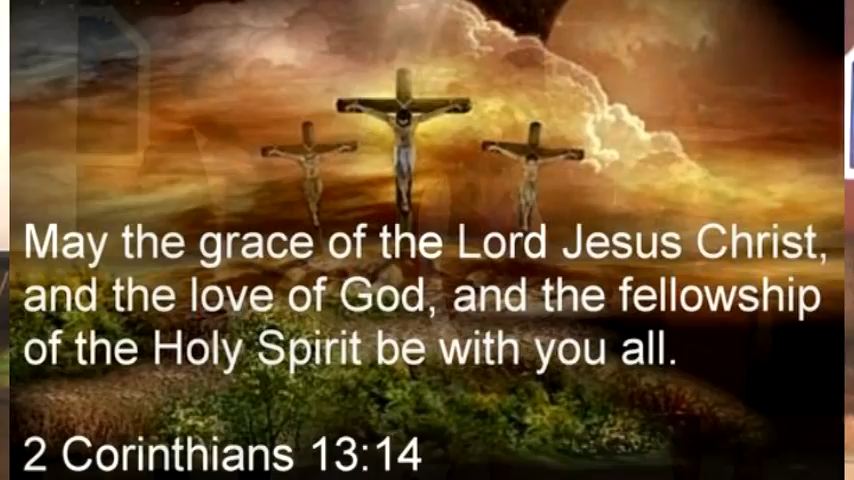 May the grace of the Lord Jesus Christ,
and the love of God, and the fellowship
of the Holy Spirit be with you all.
2 Corinthians 13:14